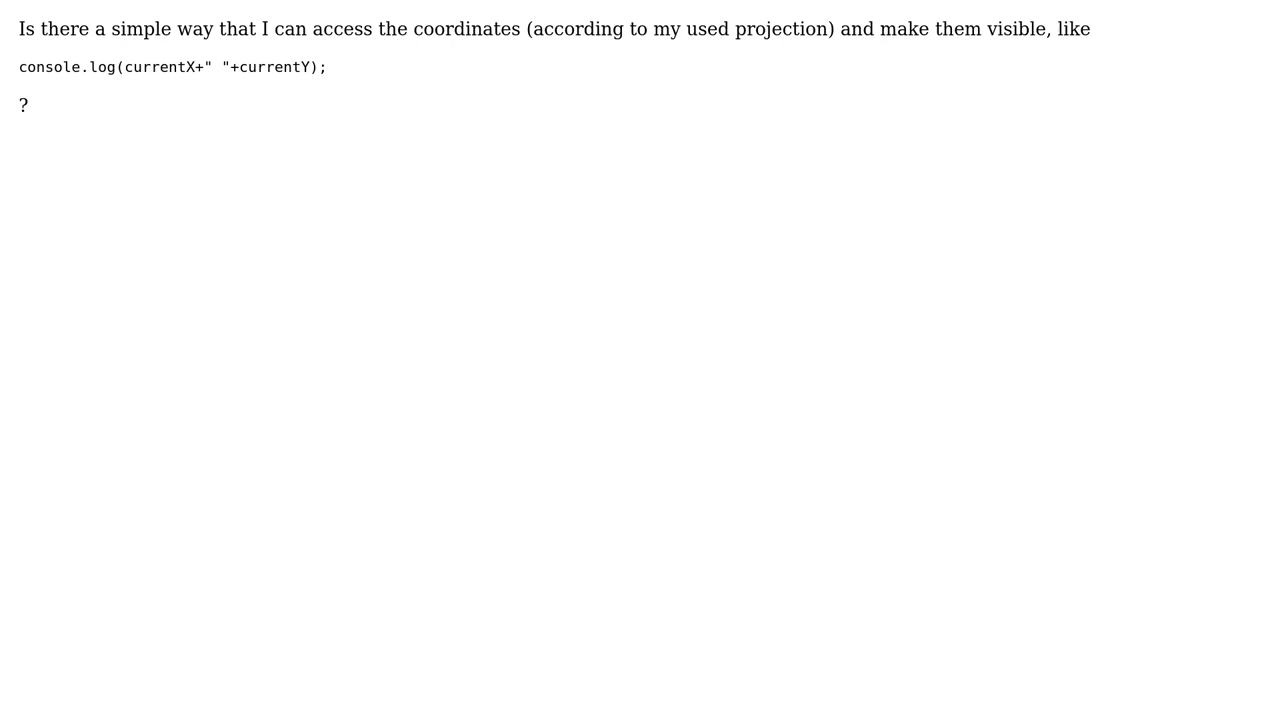 Is there a simple way that I can access the coordinates (according to my used projection) and make them visible, like
console.log(currentX+" "+currentY);
?